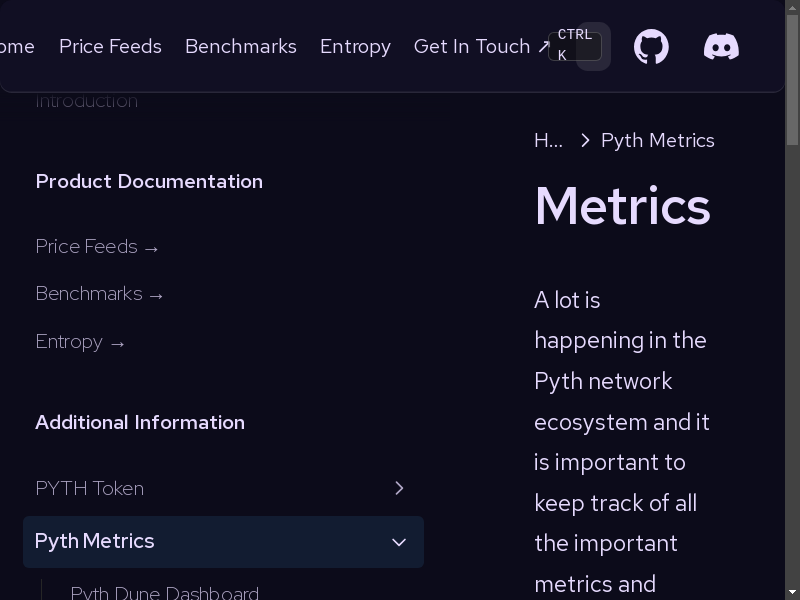 ome Price Feeds Benchmarks Entropy Get In Touch ↗ CTRL K
Introduction
Product Documentation
Price Feeds →
Benchmarks →
Entropy →
Additional Information
PYTH Token
Pyth Metrics
Pyth Dune Dashboard
H... > Pyth Metrics
Metrics
A lot is
happening in the
Pyth network
ecosystem and it
is important to
keep track of all
the important
metrics and